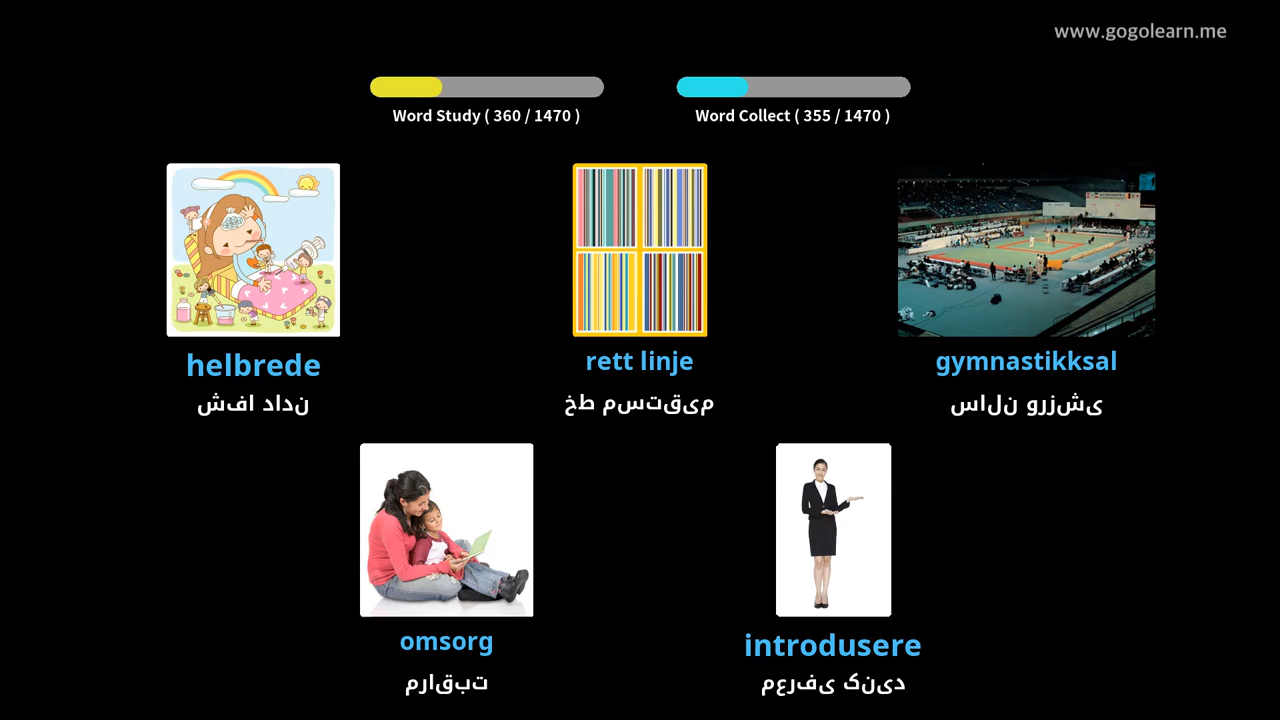 www.gogolearn.me
Word Study ( 360 / 1470 )
Word Collect ( 355 / 1470 )
helbrede
شفا دادن
rett linje
خط مستقیم
gymnastikksal
سالن ورزشی
omsorg
مراقبت
introdusere
معرفی کنید